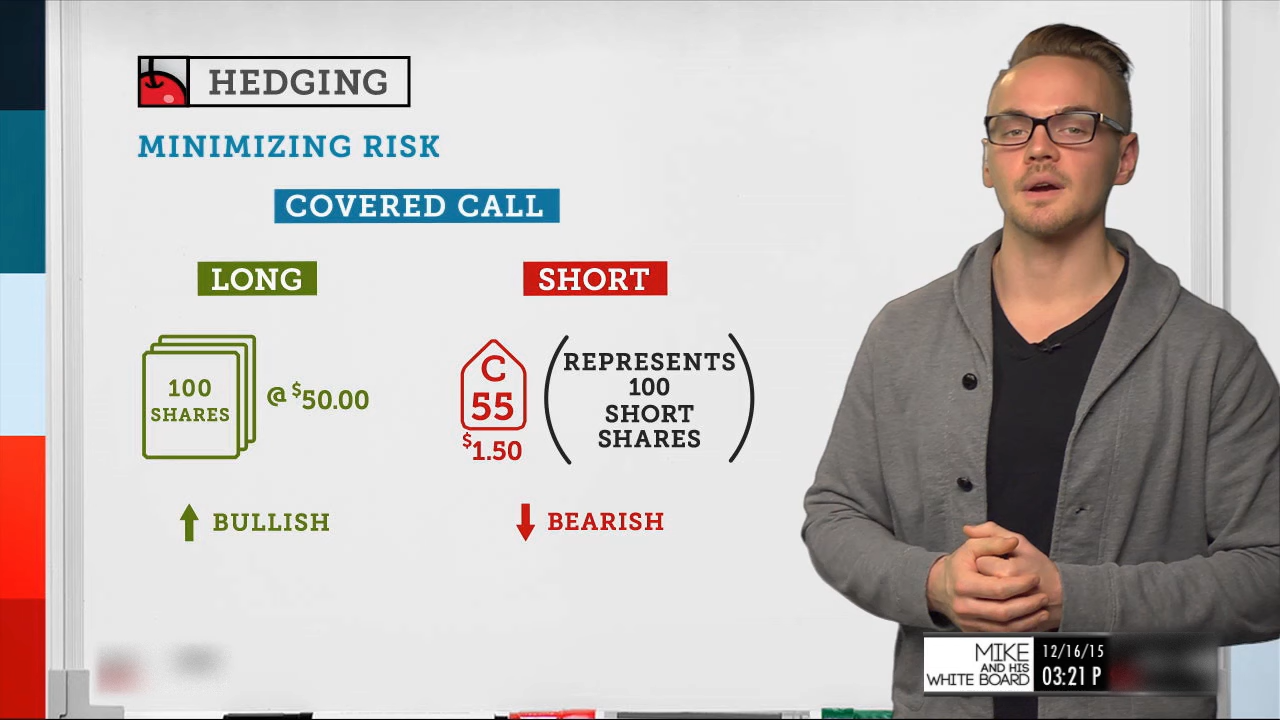 HEDGING
MINIMIZING RISK
COVERED CALL
LONG
SHORT
100
SHARES
@ $50.00
C
55
$1.50
REPRESENTS
100
SHORT
SHARES
BULLISH
BEARISH
MIKE
AND HIS
WHITE BOARD
12/16/15
03:21 P